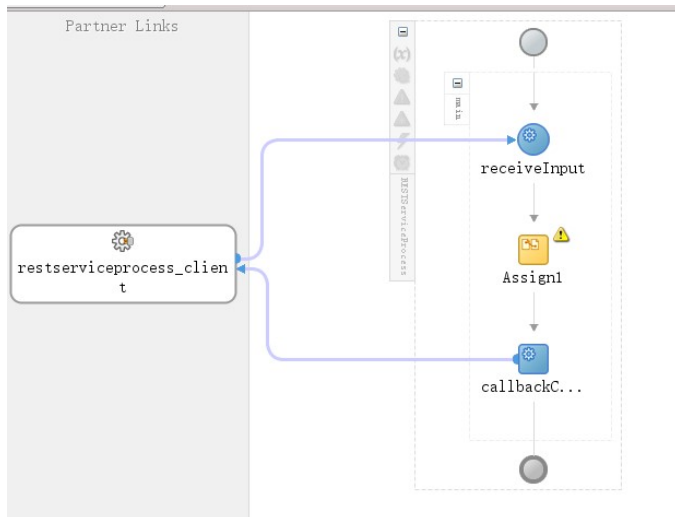 Partner Links
(x)
main
receiveInput
RESTServiceProcess
restserviceprocess_clien
t
Assign1
callbackC...